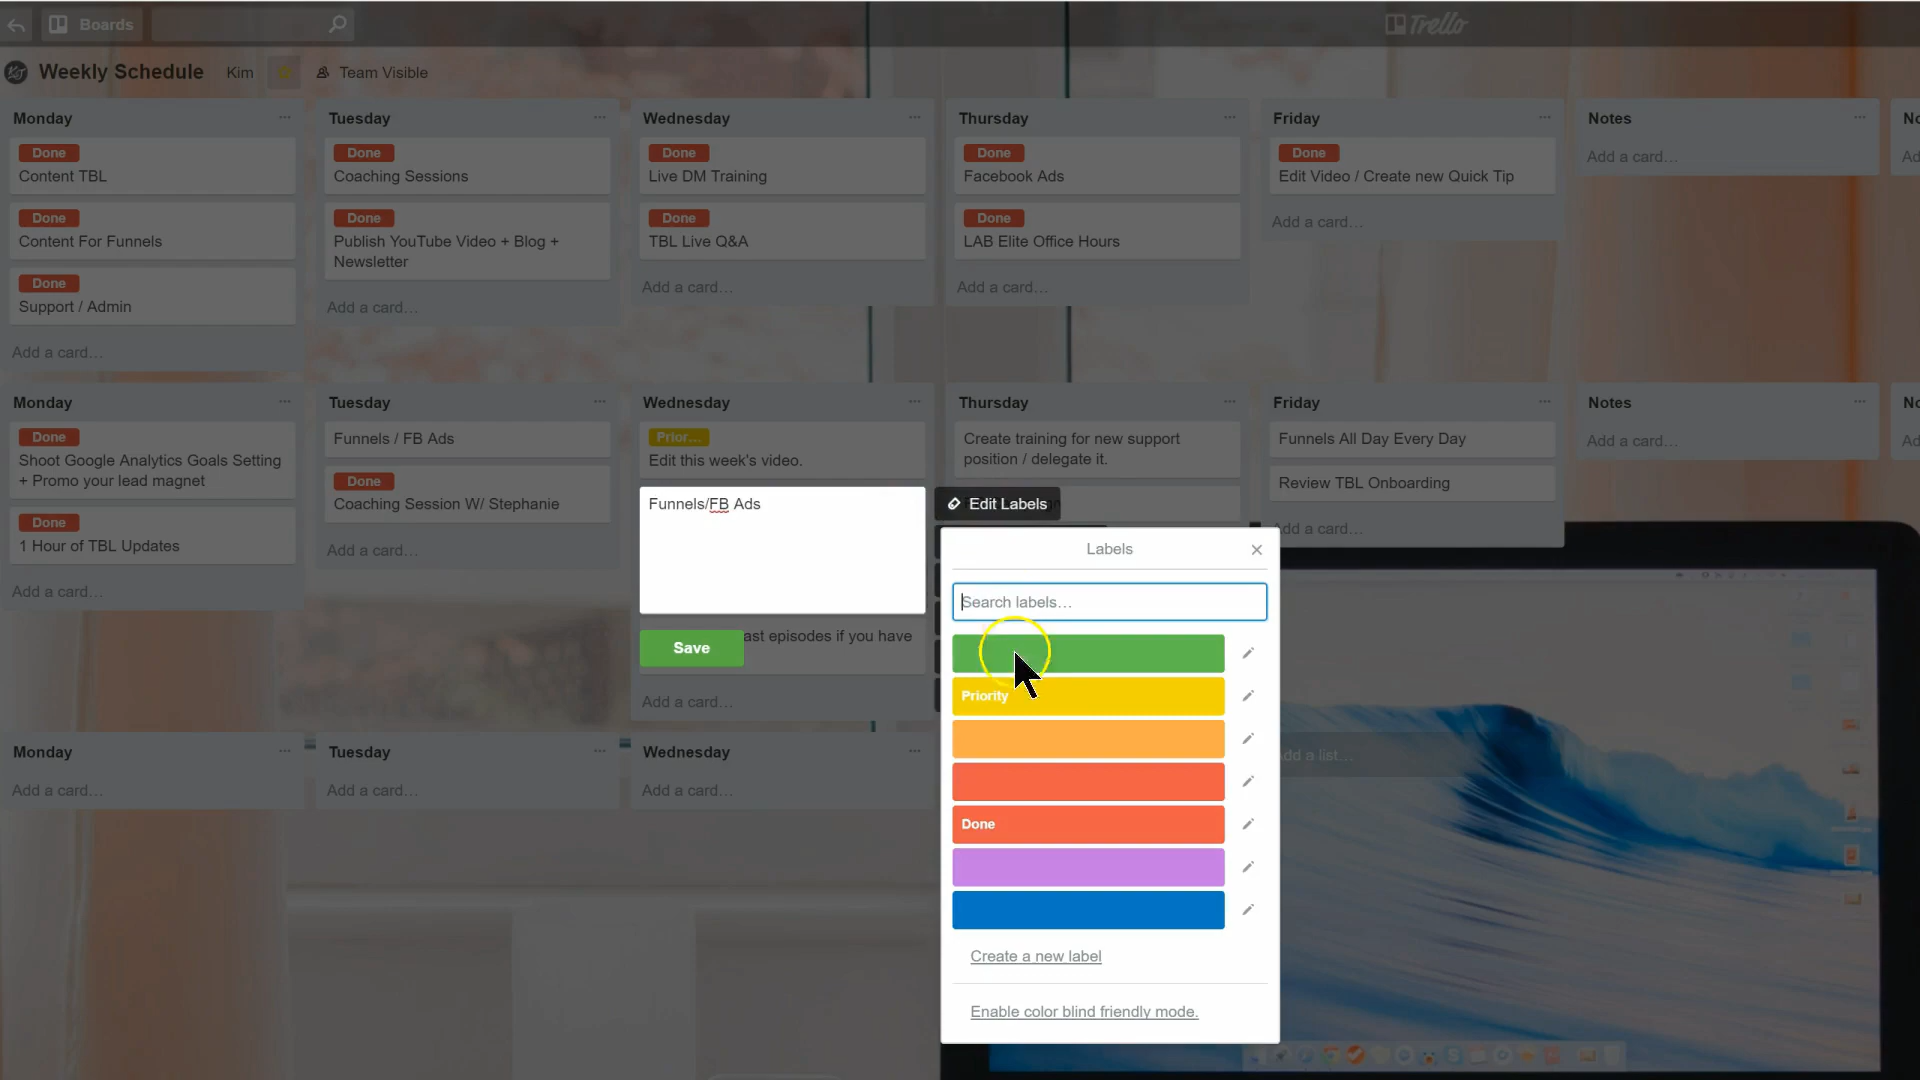 Boards
Trello
Weekly Schedule
Kim
Team Visible
Monday
Done
Content TBL
Done
Content For Funnels
Done
Support / Admin
Add a card…
Tuesday
Done
Coaching Sessions
Done
Publish YouTube Video + Blog +
Newsletter
Add a card…
Wednesday
Done
Live DM Training
Done
TBL Live Q&A
Add a card…
Thursday
Done
Facebook Ads
Done
LAB Elite Office Hours
Add a card…
Friday
Done
Edit Video / Create new Quick Tip
Add a card…
Notes
Add a card…
No
Ad
Monday
Done
Shoot Google Analytics Goals Setting
+ Promo your lead magnet
Done
1 Hour of TBL Updates
Add a card…
Tuesday
Funnels / FB Ads
Done
Coaching Session W/ Stephanie
Add a card…
Wednesday
Prior…
Edit this week's video.
Funnels/FB Ads
Save
ast episodes if you have
Add a card…
Thursday
Create training for new support
position / delegate it.
Edit Labels
Friday
Funnels All Day Every Day
Review TBL Onboarding
Add a card…
Notes
Add a card…
No
Ad
Labels
Search labels…
Priority
Done
Create a new label
Enable color blind friendly mode.
Monday
Add a card…
Tuesday
Add a card…
Wednesday
Add a card…
Add a list…